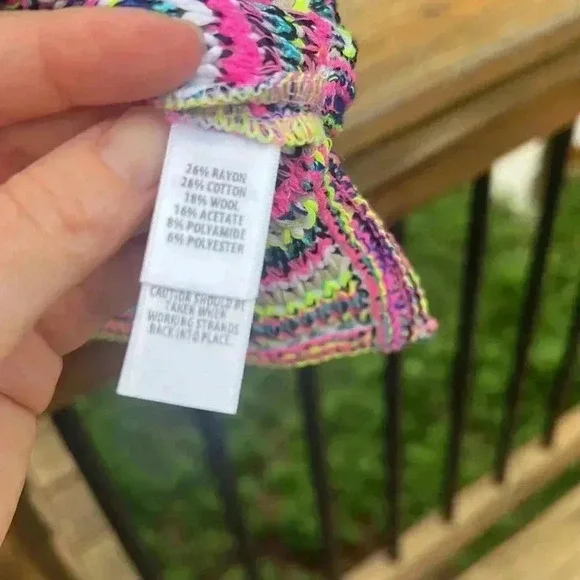 26% RAYON
26% COTTON
18% WOOL
16% ACETATE
8% POLYAMIDE
6% POLYESTER
CAUTION SHOULD BE
TAKEN WHEN
WORKING STRANDS
BACK INTO PLACE.